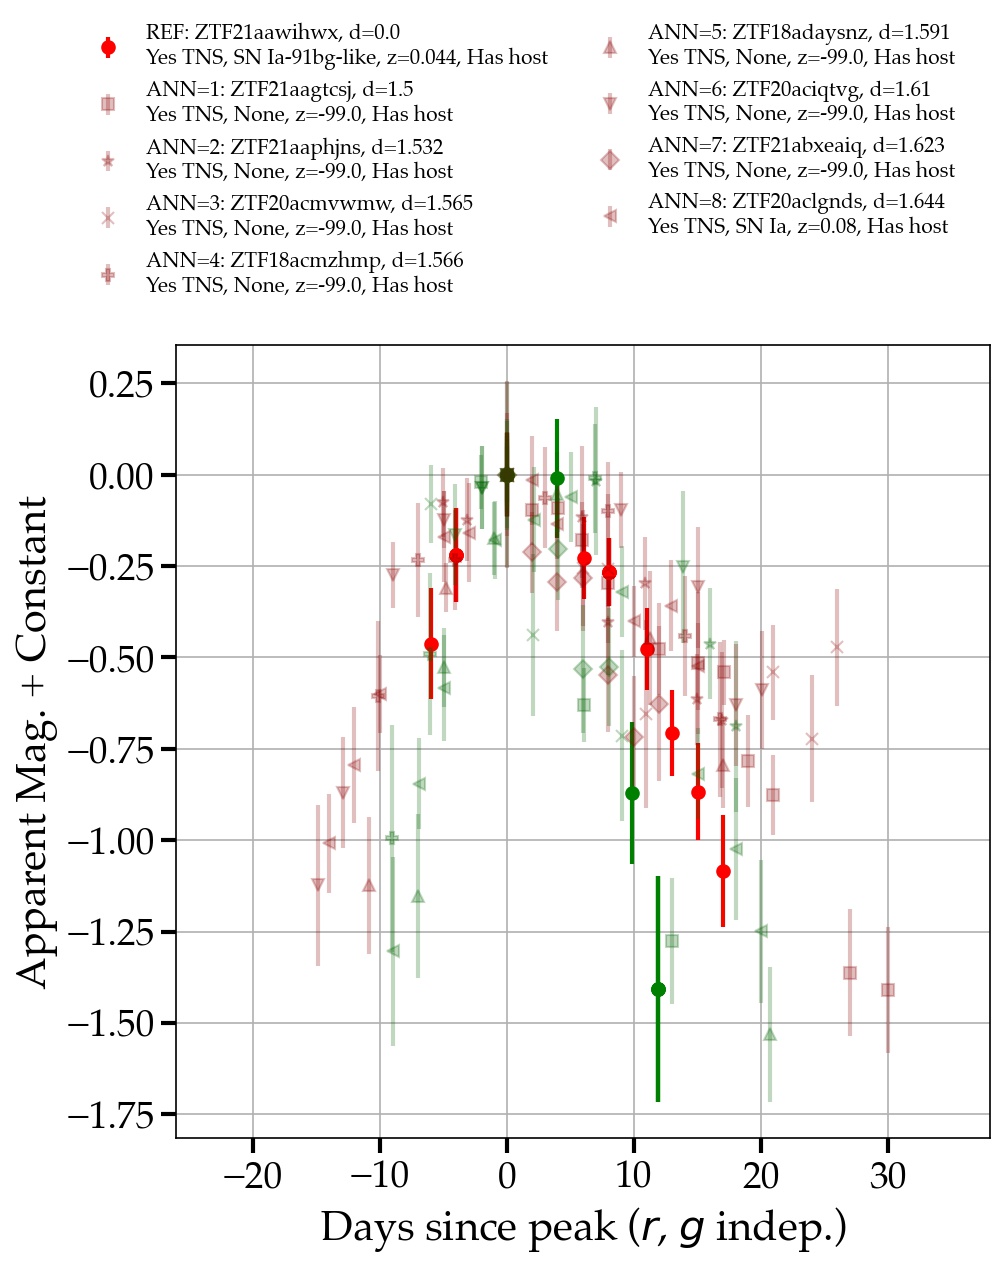 REF: ZTF21aawihwx, d=0.0
Yes TNS, SN Ia-91bg-like, z=0.044, Has host
ANN=1: ZTF21aagtcsj, d=1.5
Yes TNS, None, z=-99.0, Has host
ANN=2: ZTF21aaphjns, d=1.532
Yes TNS, None, z=-99.0, Has host
ANN=3: ZTF20acmvwmw, d=1.565
Yes TNS, None, z=-99.0, Has host
ANN=4: ZTF18acmzhmp, d=1.566
Yes TNS, None, z=-99.0, Has host
ANN=5: ZTF18adaysnz, d=1.591
Yes TNS, None, z=-99.0, Has host
ANN=6: ZTF20aciqtvg, d=1.61
Yes TNS, None, z=-99.0, Has host
ANN=7: ZTF21abxeaiq, d=1.623
Yes TNS, None, z=-99.0, Has host
ANN=8: ZTF20aclgnds, d=1.644
Yes TNS, SN Ia, z=0.08, Has host
Apparent Mag. + Constant
0.25
0.00
−0.25
−0.50
−0.75
−1.00
−1.25
−1.50
−1.75
−20 −10 0 10 20 30
Days since peak (r, g indep.)